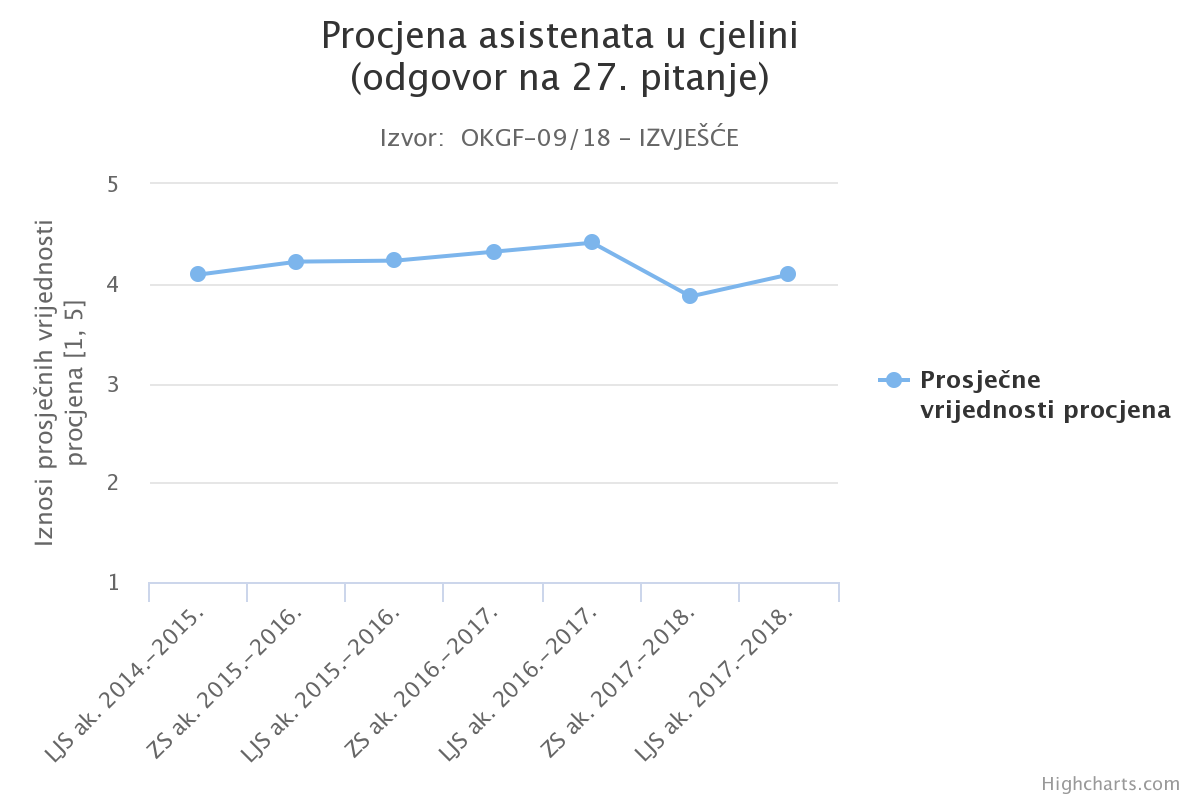 Procjena asistenata u cjelini
(odgovor na 27. pitanje)
Izvor:  OKGF-09/18 - IZVJEŠĆE
Iznosi prosječnih vrijednosti
procjena [1, 5]
5
4
3
2
1
LJS ak. 2014.-2015.
ZS ak. 2015.-2016.
LJS ak. 2015.-2016.
ZS ak. 2016.-2017.
LJS ak. 2016.-2017.
ZS ak. 2017.-2018.
LJS ak. 2017.-2018.
Prosječne
vrijednosti procjena
Highcharts.com